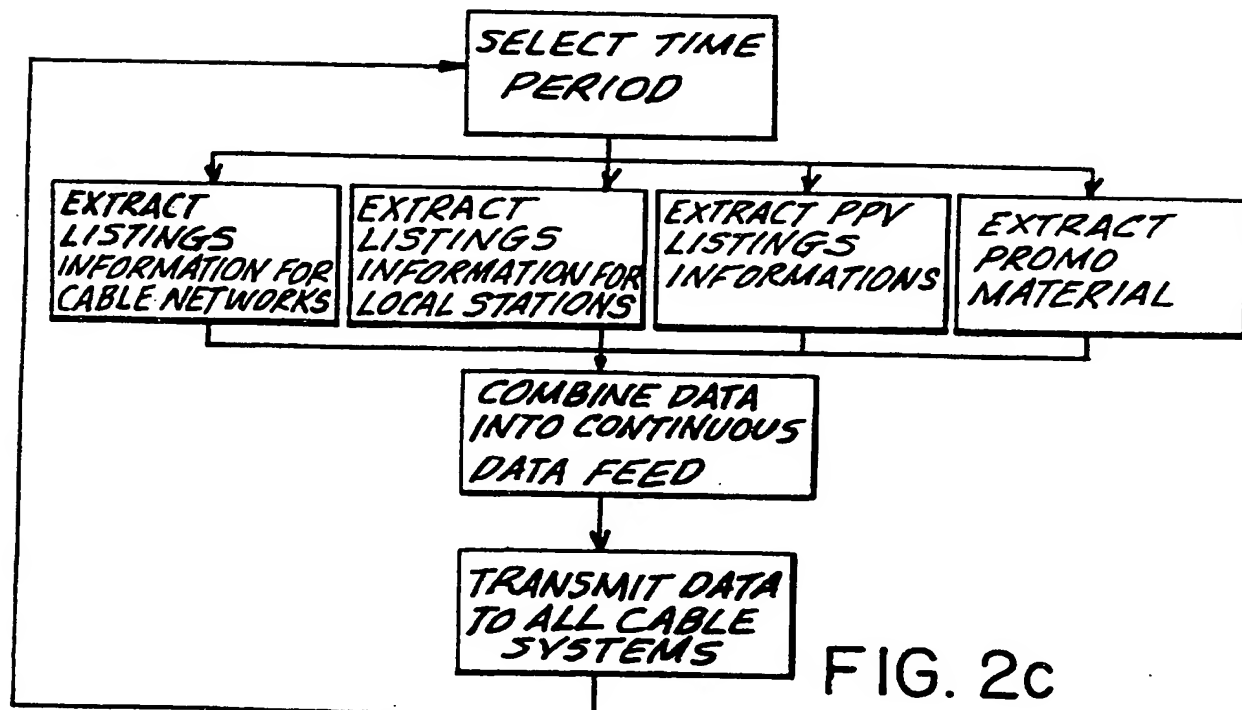 SELECT TIME
PERIOD
EXTRACT
LISTINGS
INFORMATION FOR
CABLE NETWORKS
EXTRACT
LISTINGS
INFORMATION FOR
LOCAL STATIONS
EXTRACT PPV
LISTINGS
INFORMATIONS
EXTRACT
PROMO
MATERIAL
COMBINE DATA
INTO CONTINUOUS
DATA FEED
TRANSMIT DATA
TO ALL CABLE
SYSTEMS
FIG. 2c